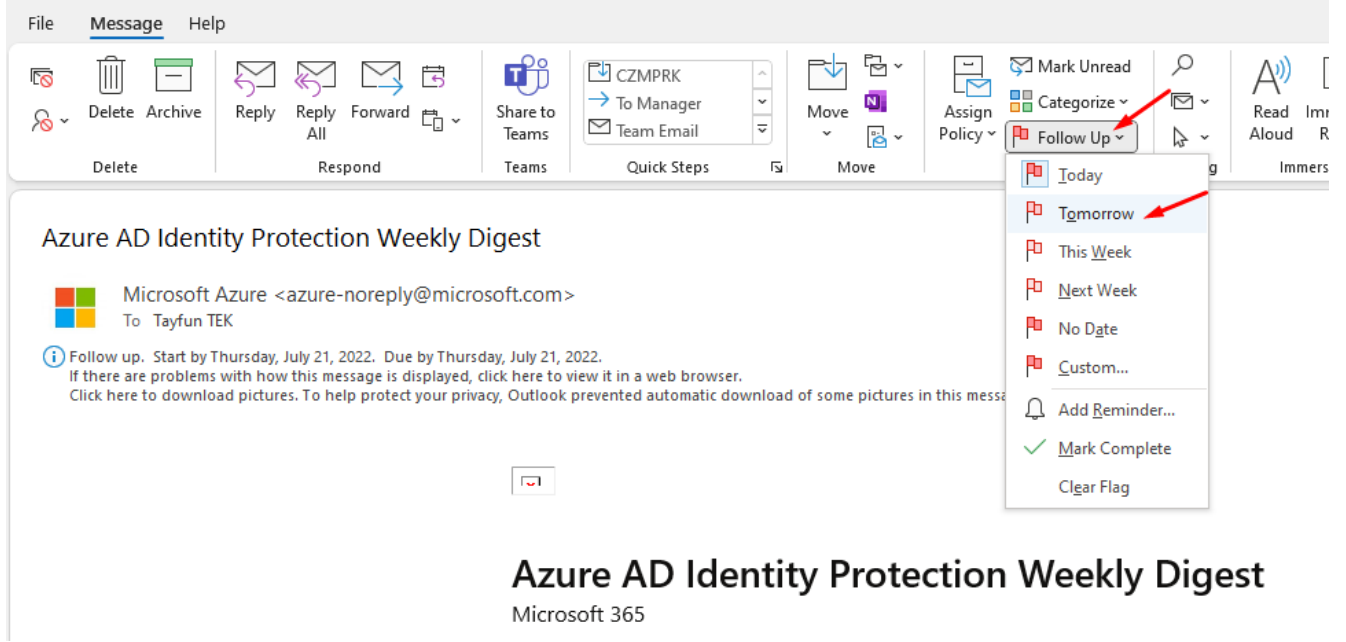 File Message Help
Delete Archive
Reply Reply All Forward
Share to Teams
CZMPRK
To Manager
Team Email
Move
Assign Policy
Mark Unread
Categorize
Follow Up
Read Aloud
Delete Respond Teams Quick Steps Move
Today
Tomorrow
This Week
Next Week
No Date
Custom...
Add Reminder...
Mark Complete
Clear Flag
Azure AD Identity Protection Weekly Digest
Microsoft Azure <azure-noreply@microsoft.com>
To Tayfun TEK
Follow up. Start by Thursday, July 21, 2022. Due by Thursday, July 21, 2022.
If there are problems with how this message is displayed, click here to view it in a web browser.
Click here to download pictures. To help protect your privacy, Outlook prevented automatic download of some pictures in this
Azure AD Identity Protection Weekly Digest
Microsoft 365